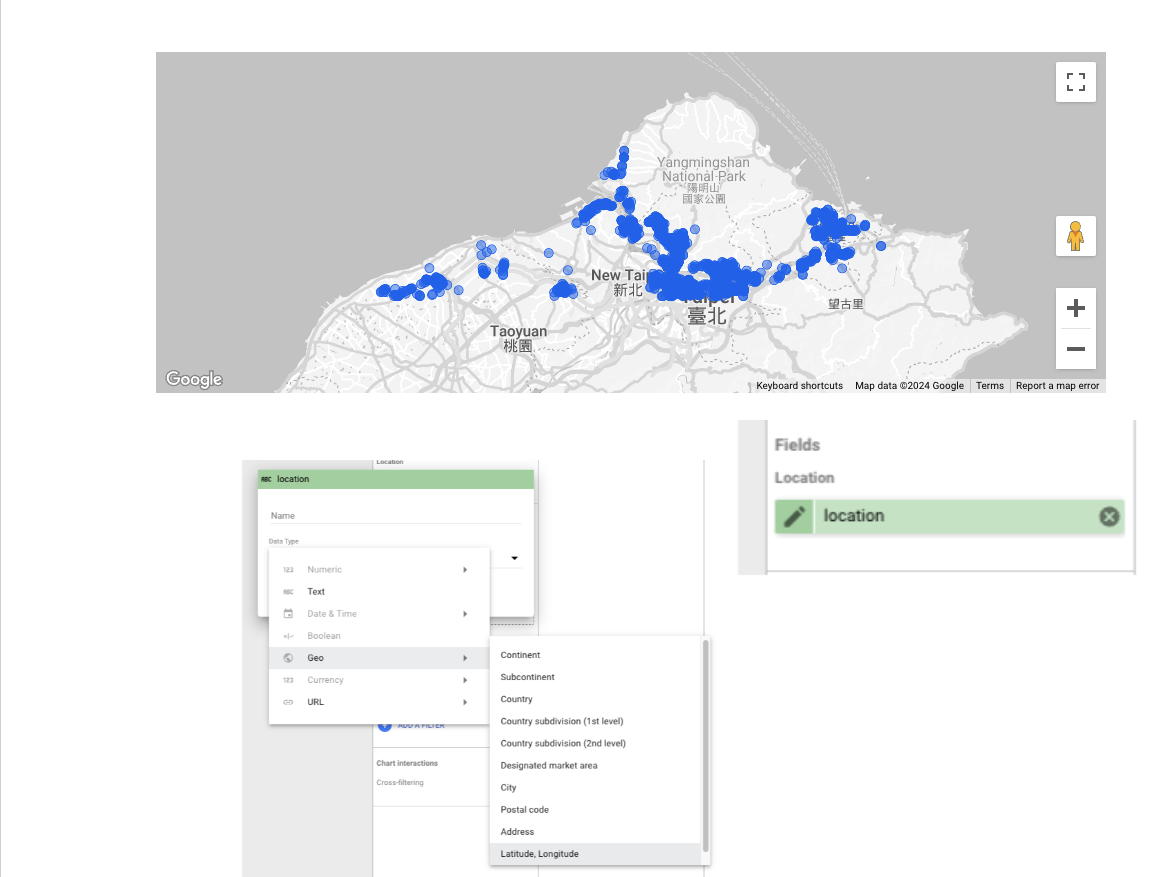 Yangmingshan
National Park
陽明山
國家公園
New Taip
新北
Taipei
臺北
望古里
Taoyuan
桃園
Google
Keyboard shortcuts
Map data ©2024 Google
Terms
Report a map error
Fields
Location
location
Location
ABC location
Name
Data Type
123 Numeric
ABC Text
Date & Time
Boolean
Geo
123 Currency
URL
Continent
Subcontinent
Country
Country subdivision (1st level)
Country subdivision (2nd level)
Designated market area
City
Postal code
Address
Latitude, Longitude
ADD A FILTER
Chart interactions
Cross-filtering